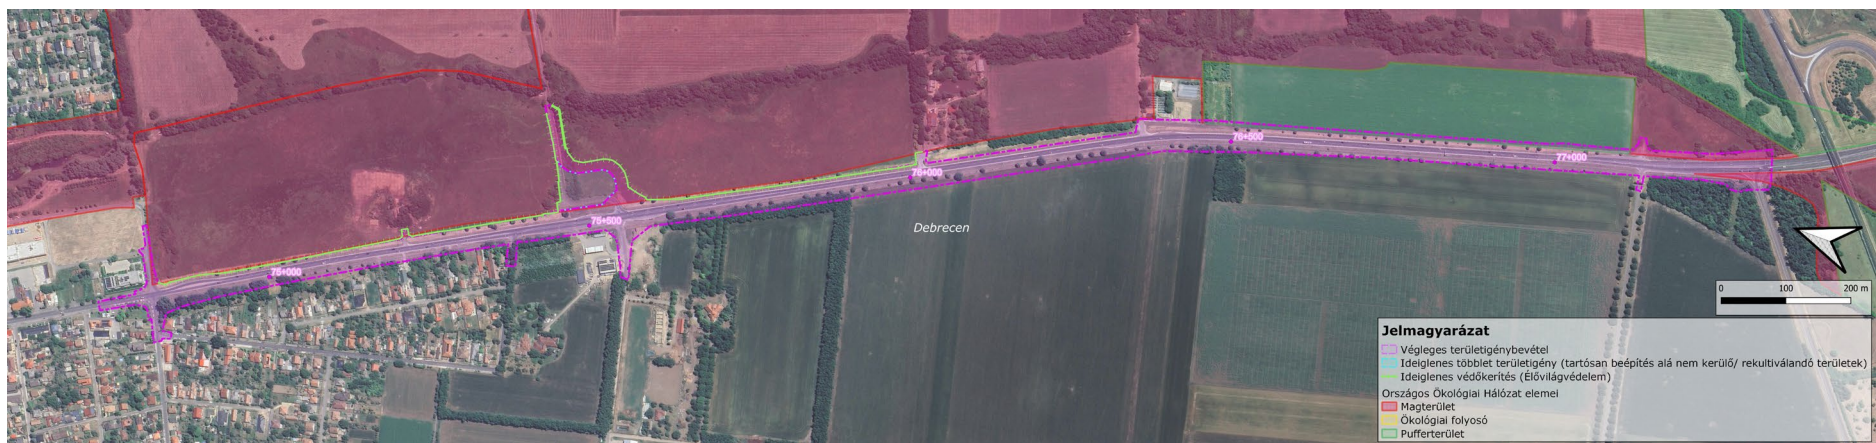 76+500
77+000
76+000
75+500
Debrecen
75+000
0 100 200 m
Jelmagyarázat
Végleges területigénybevétel
Ideiglenes többlet területigény (tartósan beépítés alá nem kerülő/ rekultiválandó területek)
Ideiglenes védőkerítés (Élővilágvédelem)
Országos Ökológiai Hálózat elemei
Magterület
Ökológiai folyosó
Pufferterület